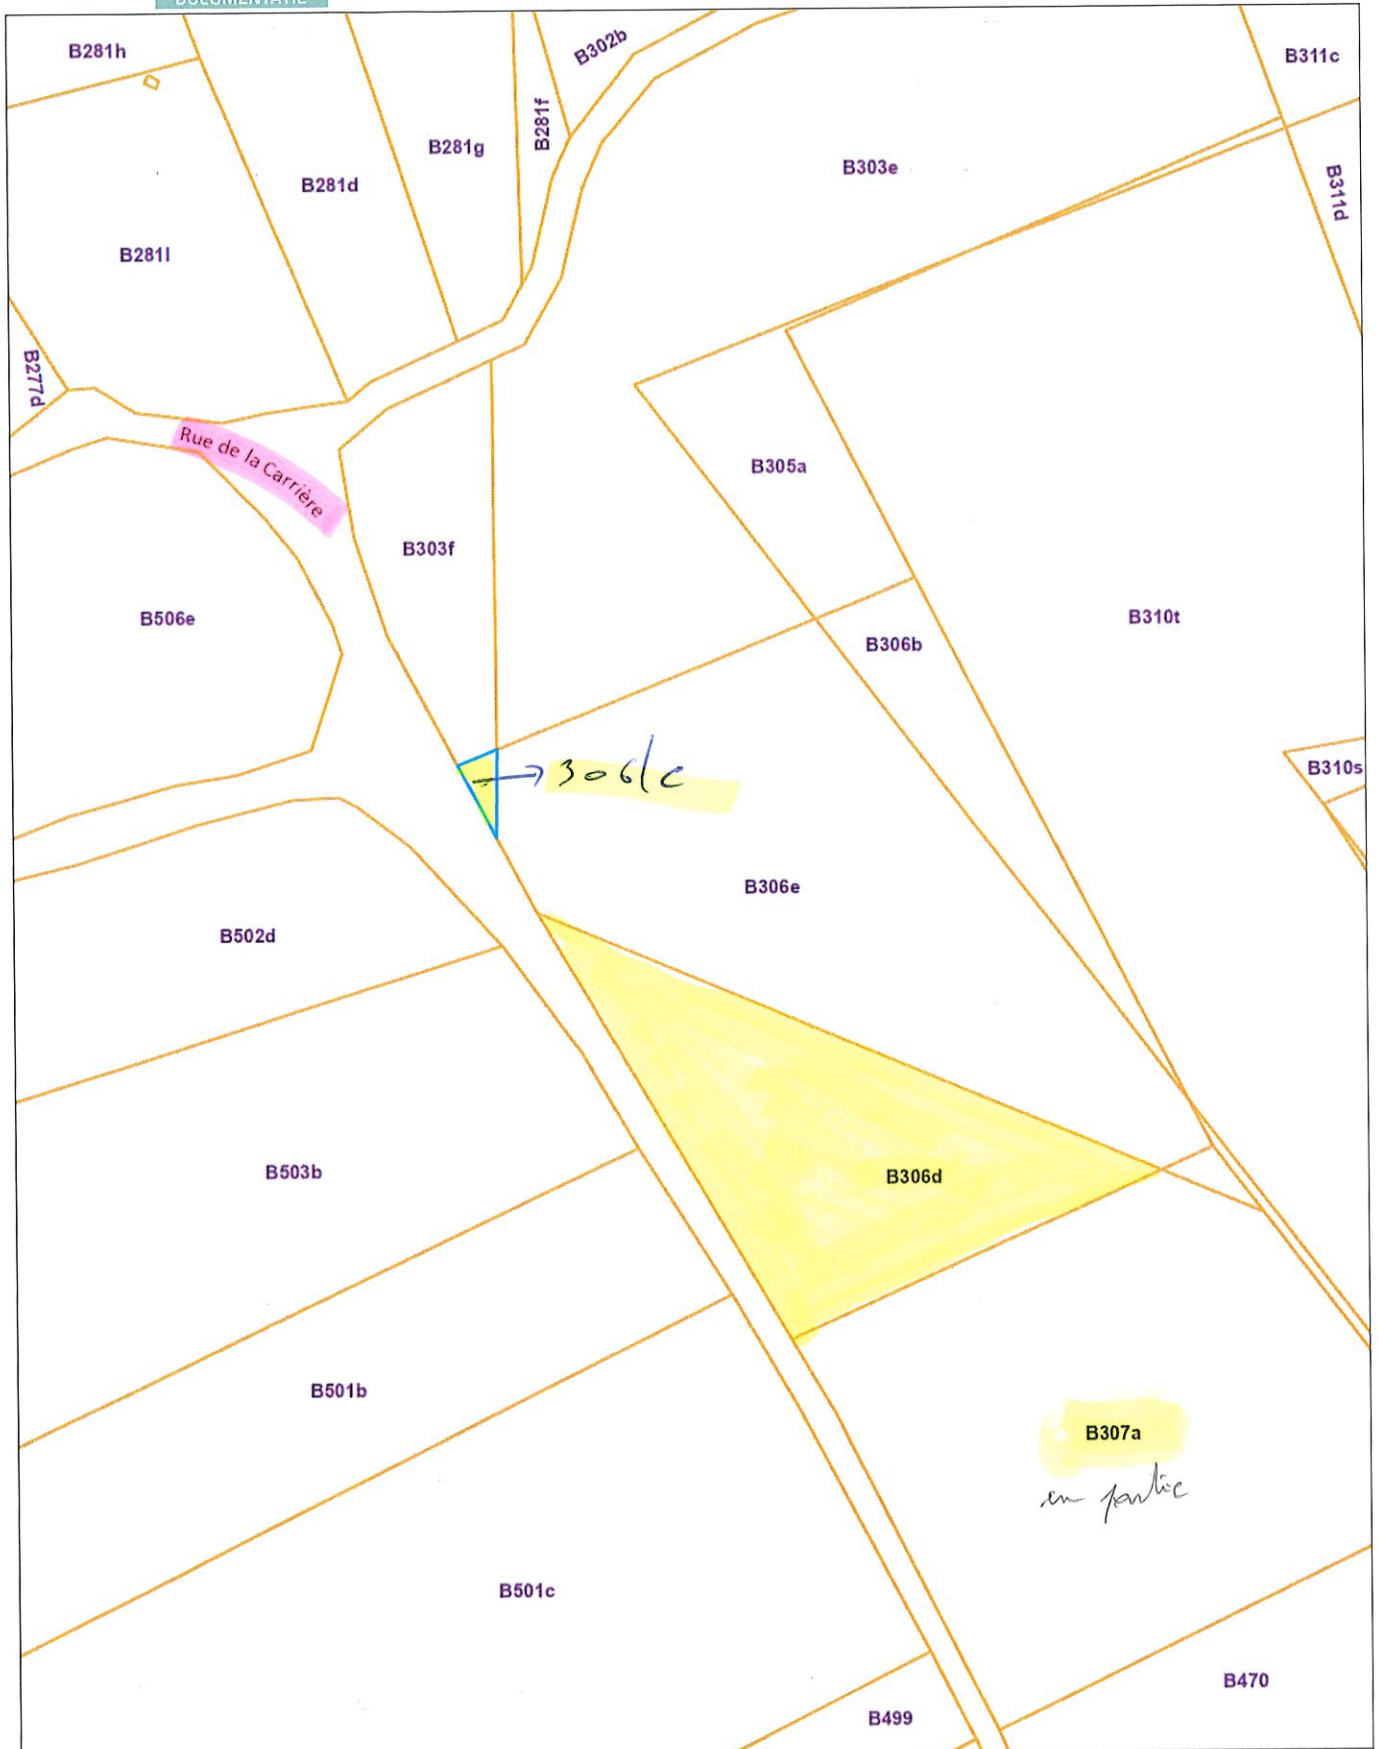 DOCUMENTATIE
B281h
B302b
B311c
B281f
B281g
B303e
B281d
B311d
B281l
B277d
Rue de la Carrière
B305a
B303f
B506e
B310t
B306b
B310s
306/c
B306e
B502d
B503b
B306d
B501b
B307a
en partie
B501c
B470
B499